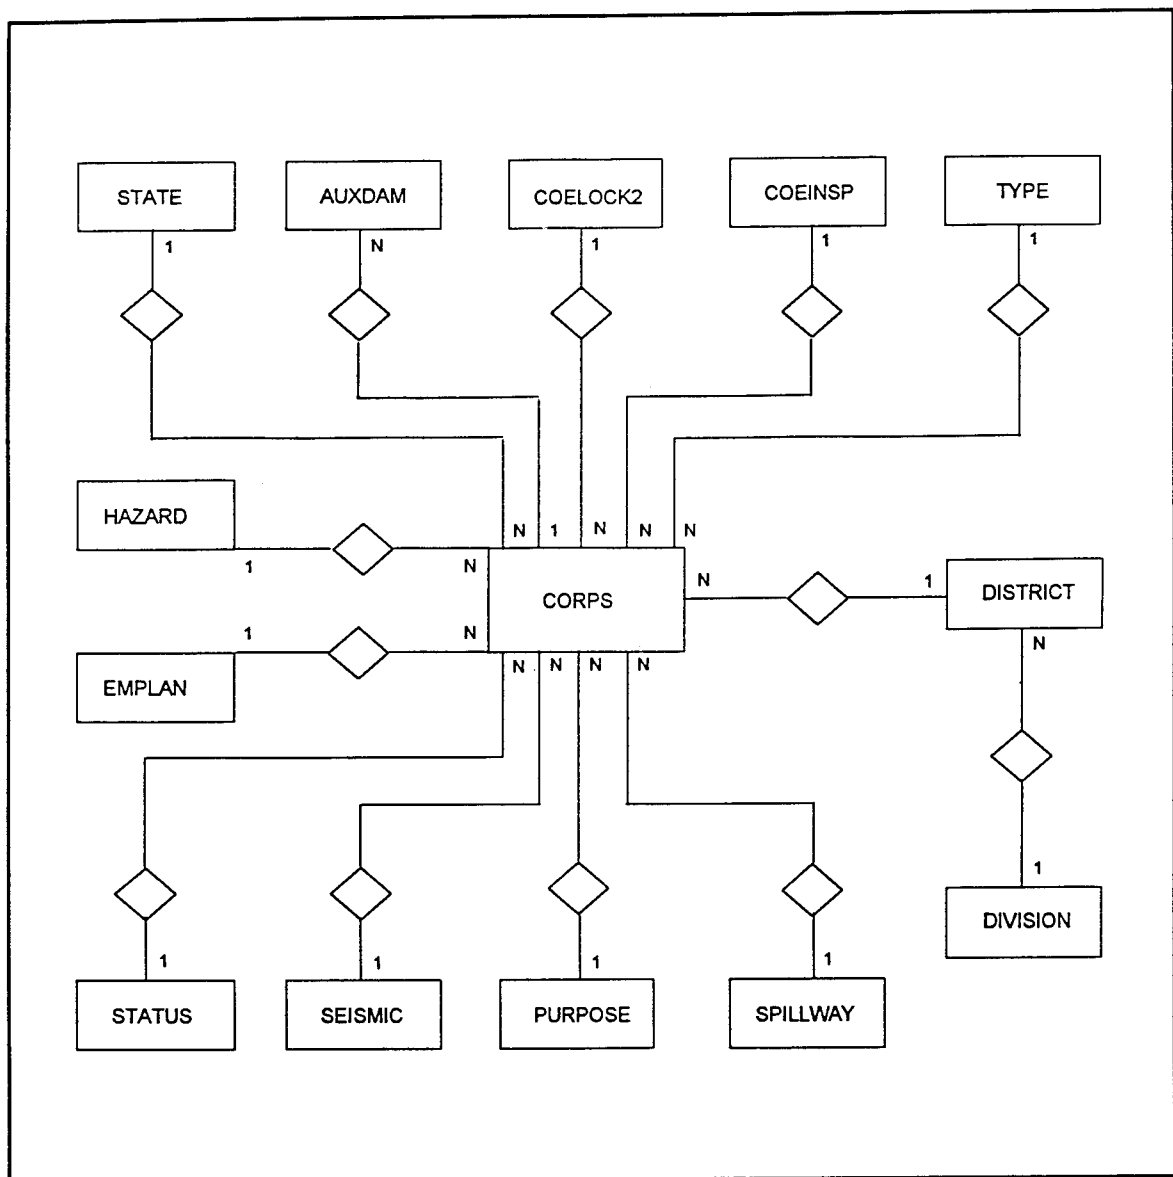 STATE
AUXDAM
COELOCK2
COEINSP
TYPE
1
N
1
1
1
HAZARD
N
1
N
N
N
1
N
N
1
DISTRICT
CORPS
1
N
N
EMPLAN
N
N
N
N
1
DIVISION
1
1
1
1
STATUS
SEISMIC
PURPOSE
SPILLWAY